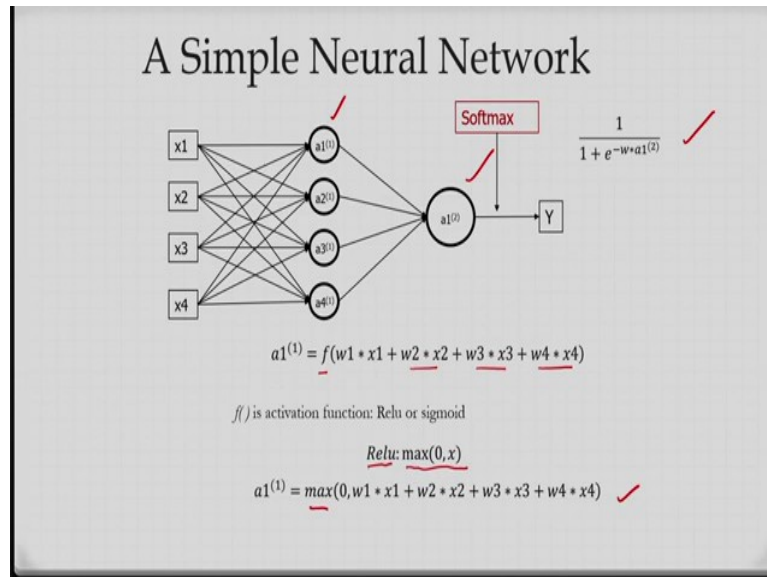 A Simple Neural Network
Softmax
x1
x2
x3
x4
a1⁽¹⁾
a2⁽¹⁾
a3⁽¹⁾
a4⁽¹⁾
a1⁽²⁾
Y
1
1 + e^{-w*a1^{(2)}}
a1⁽¹⁾ = f(w1 * x1 + w2 * x2 + w3 * x3 + w4 * x4)
f() is activation function: Relu or sigmoid
Relu: max(0, x)
a1⁽¹⁾ = max(0, w1 * x1 + w2 * x2 + w3 * x3 + w4 * x4)